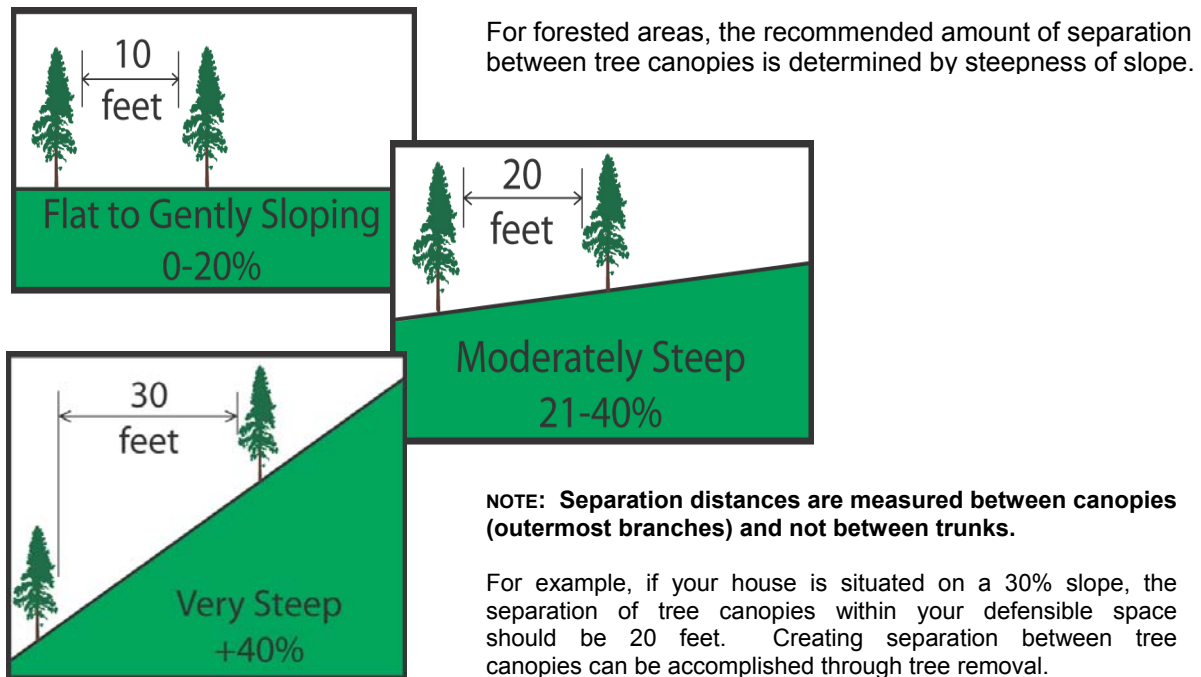 10
feet
Flat to Gently Sloping
0-20%
For forested areas, the recommended amount of separation
between tree canopies is determined by steepness of slope.
20
feet
Moderately Steep
21-40%
30
feet
Very Steep
+40%
NOTE: Separation distances are measured between canopies
(outermost branches) and not between trunks.
For example, if your house is situated on a 30% slope, the
separation of tree canopies within your defensible space
should be 20 feet. Creating separation between tree
canopies can be accomplished through tree removal.